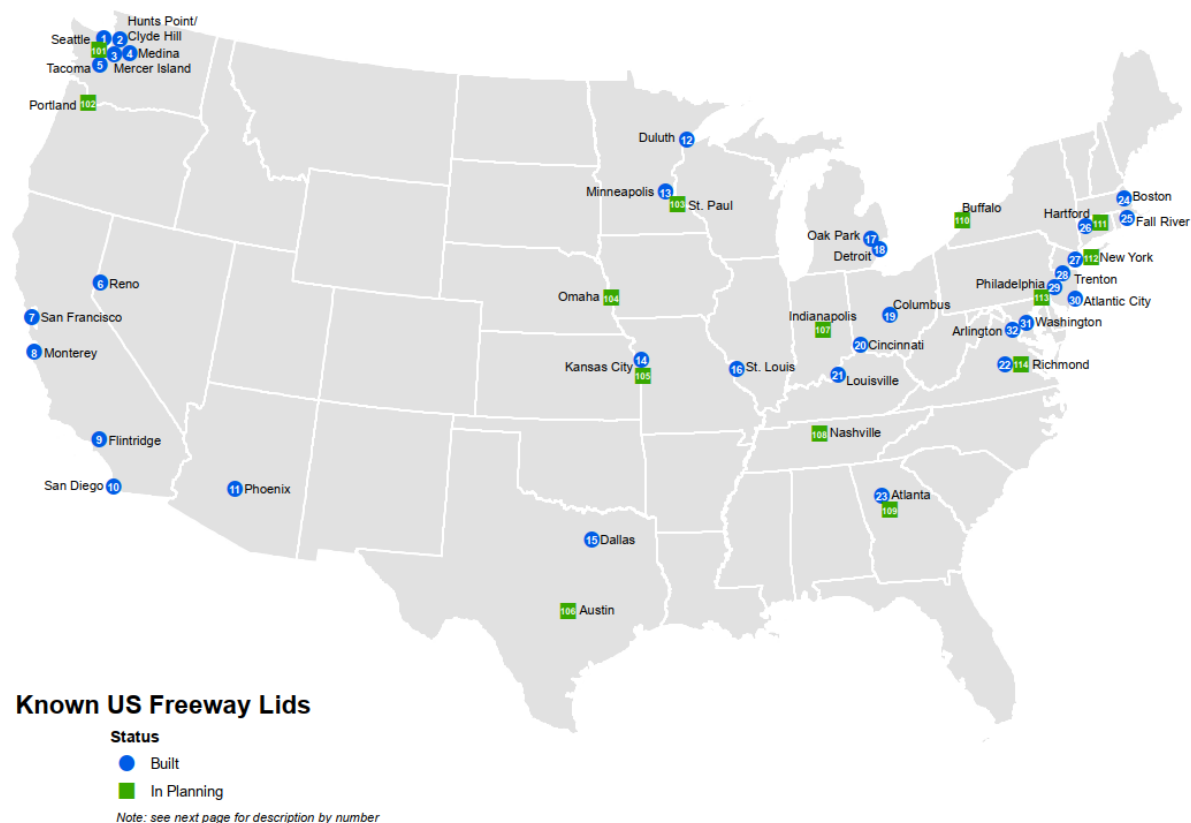 Hunts Point/
Seattle 1 2 Clyde Hill
101 3 4 Medina
Tacoma 5 Mercer Island
Portland 102
Duluth 12
Minneapolis 13
103 St. Paul
Boston
24
Buffalo
110
Hartford 111
26
25 Fall River
Oak Park 17
18
Detroit
27 112 New York
28
Trenton
Philadelphia 29
113
30 Atlantic City
6 Reno
Omaha 104
7 San Francisco
Columbus
19
Indianapolis
107
31 Washington
Arlington 32
8 Monterey
20 Cincinnati
Kansas City 14
105
16 St. Louis
21
Louisville
22 114 Richmond
9 Flintridge
108 Nashville
San Diego 10
11 Phoenix
23 Atlanta
109
15 Dallas
106 Austin
Known US Freeway Lids
Status
Built
In Planning
Note: see next page for description by number